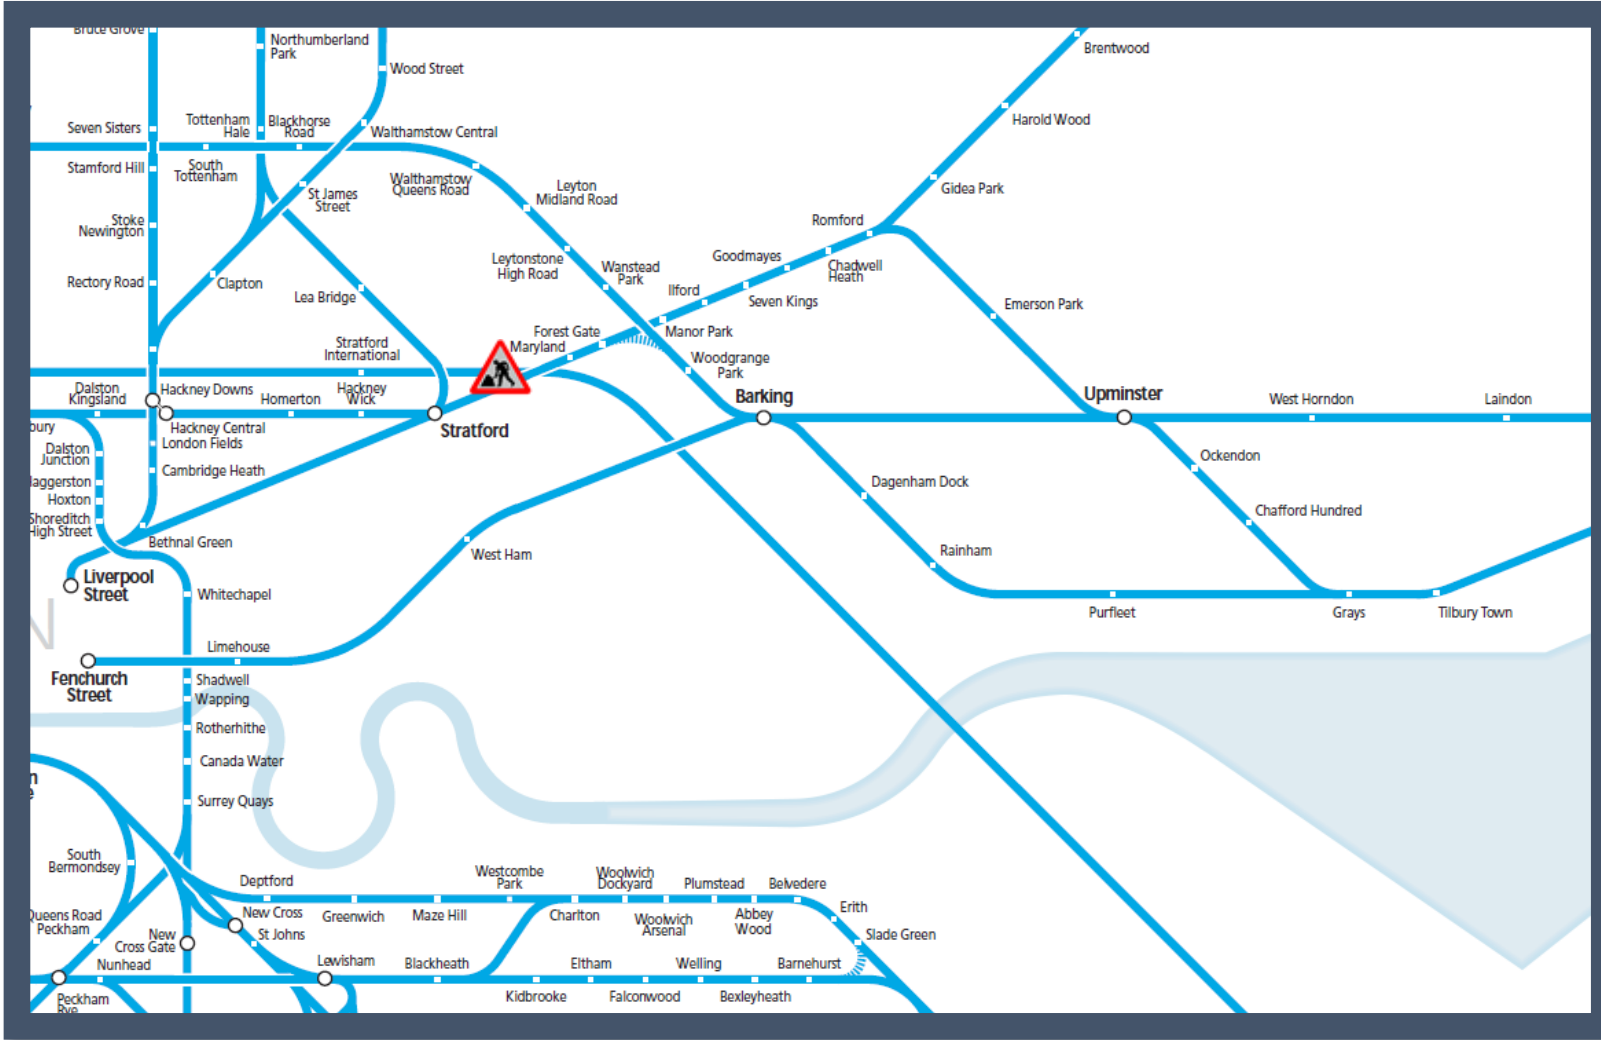 Bruce Grove
Northumberland
Park
Wood Street
Brentwood
Harold Wood
Seven Sisters
Tottenham
Hale
Blackhorse
Road
Walthamstow Central
Stamford Hill
South
Tottenham
Walthamstow
Queens Road
Leyton
Midland Road
Gidea Park
St James
Street
Stoke
Newington
Romford
Leytonstone
High Road
Wanstead
Park
Goodmayes
Chadwell
Heath
Rectory Road
Clapton
Lea Bridge
Ilford
Seven Kings
Emerson Park
Stratford
International
Forest Gate
Maryland
Manor Park
Woodgrange
Park
Dalston
Kingsland
Hackney Downs
Homerton
Hackney
Wick
Barking
Upminster
West Horndon
Laindon
bury
Hackney Central
London Fields
Stratford
Dalston
Junction
Cambridge Heath
Ockendon
aggerston
Hoxton
Dagenham Dock
Chafford Hundred
Shoreditch
High Street
Bethnal Green
West Ham
Rainham
Liverpool
Street
Whitechapel
Purfleet
Grays
Tilbury Town
N
Limehouse
Fenchurch
Street
Shadwell
Wapping
Rotherhithe
Canada Water
n
e
Surrey Quays
South
Bermondsey
Deptford
Westcombe
Park
Woolwich
Dockyard
Plumstead
Belvedere
Queens Road
Peckham
New Cross
Greenwich
Maze Hill
Charlton
Woolwich
Arsenal
Abbey
Wood
Erith
New
Cross Gate
St Johns
Slade Green
Nunhead
Lewisham
Blackheath
Eltham
Welling
Barnehurst
Peckham
Rye
Kidbrooke
Falconwood
Bexleyheath